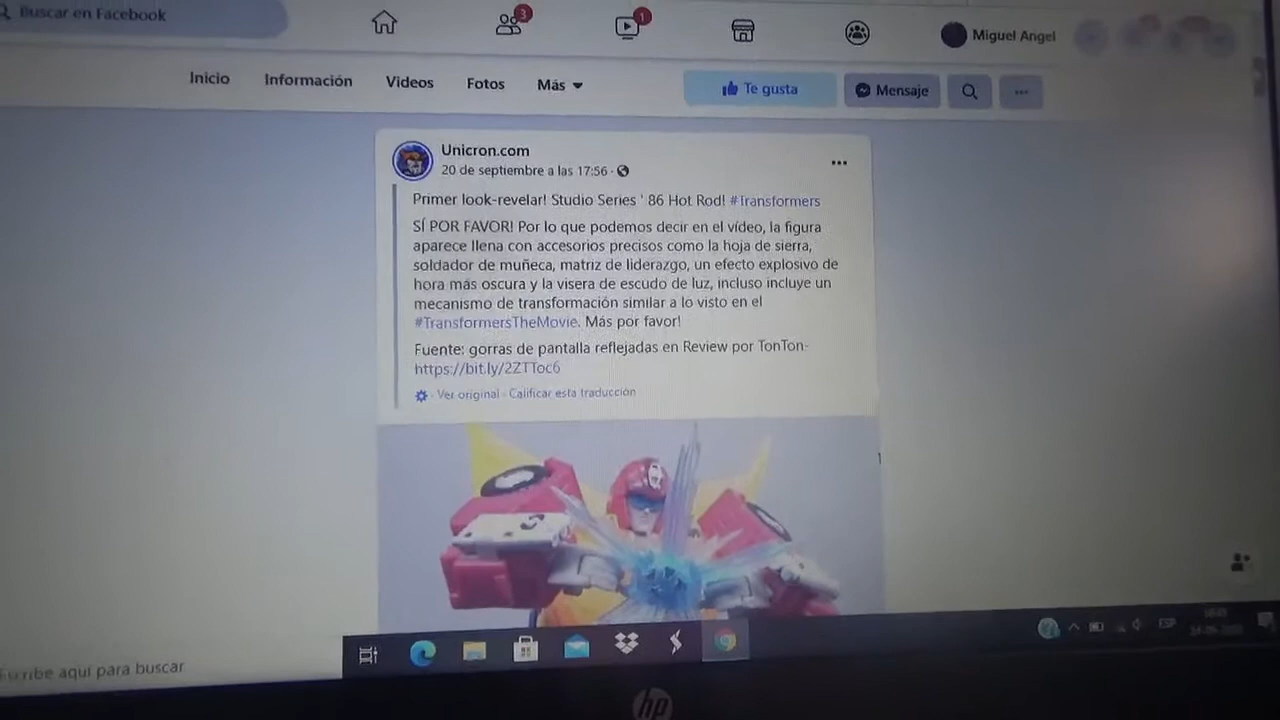 Buscar en Facebook
3
1
Miguel Angel
Inicio
Información
Videos
Fotos
Más
Te gusta
Mensaje
Unicron.com
20 de septiembre a las 17:56 ·
Primer look-revelar! Studio Series ' 86 Hot Rod! #Transformers
SÍ POR FAVOR! Por lo que podemos decir en el vídeo, la figura
aparece llena con accesorios precisos como la hoja de sierra,
soldador de muñeca, matriz de liderazgo, un efecto explosivo de
hora más oscura y la visera de escudo de luz, incluso incluye un
mecanismo de transformación similar a lo visto en el
#TransformersTheMovie. Más por favor!
Fuente: gorras de pantalla reflejadas en Review por TonTon-
https://bit.ly/2ZTToc6
· Ver original · Calificar esta traducción
Escribe aquí para buscar
ESP
hp